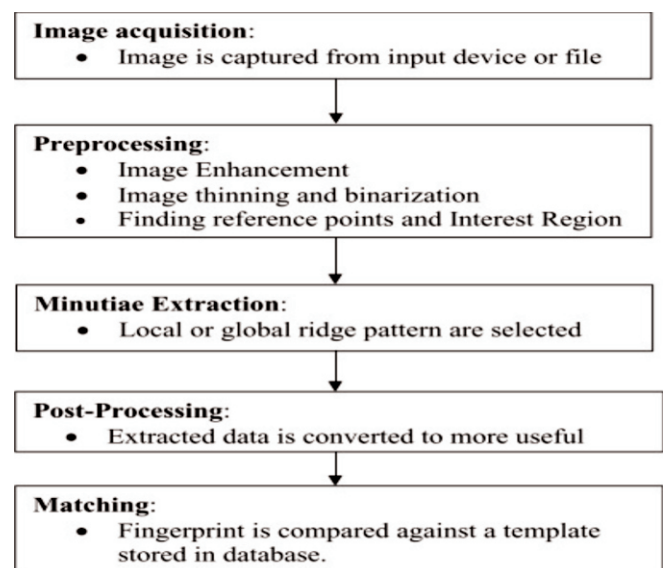 Image acquisition:
• Image is captured from input device or file
Preprocessing:
• Image Enhancement
• Image thinning and binarization
• Finding reference points and Interest Region
Minutiae Extraction:
• Local or global ridge pattern are selected
Post-Processing:
• Extracted data is converted to more useful
Matching:
• Fingerprint is compared against a template
stored in database.